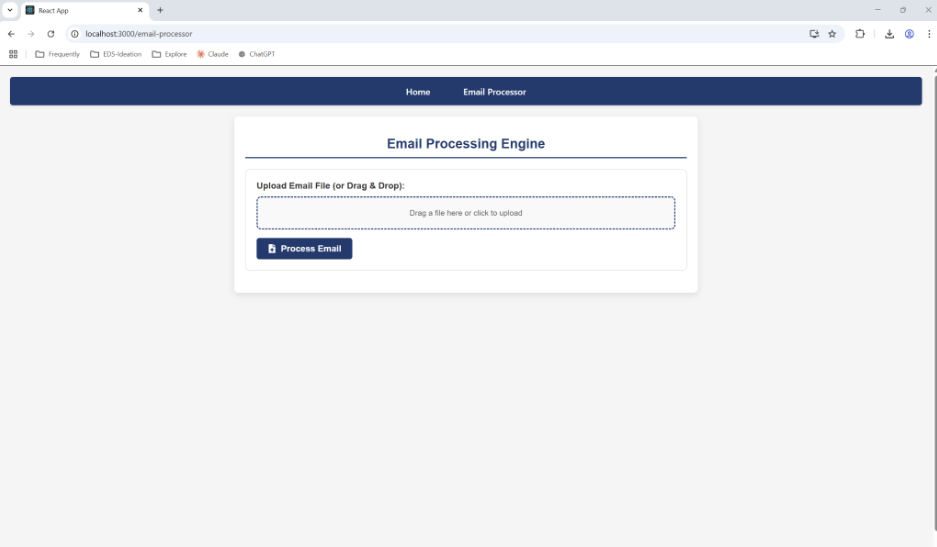 React App
localhost:3000/email-processor
Frequently EDS-Ideation Explore Claude ChatGPT
Home Email Processor
Email Processing Engine
Upload Email File (or Drag & Drop):
Drag a file here or click to upload
Process Email